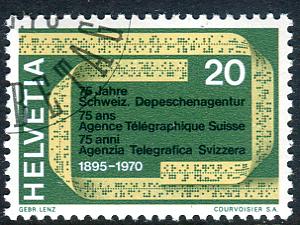 HELVETIA
20
75 Jahre
Schweiz. Depeschenagentur
75 ans
Agence Télégraphique Suisse
75 anni
Agenzia Telegrafica Svizzera
1895-1970
GEBR. LENZ
COURVOISIER S.A.